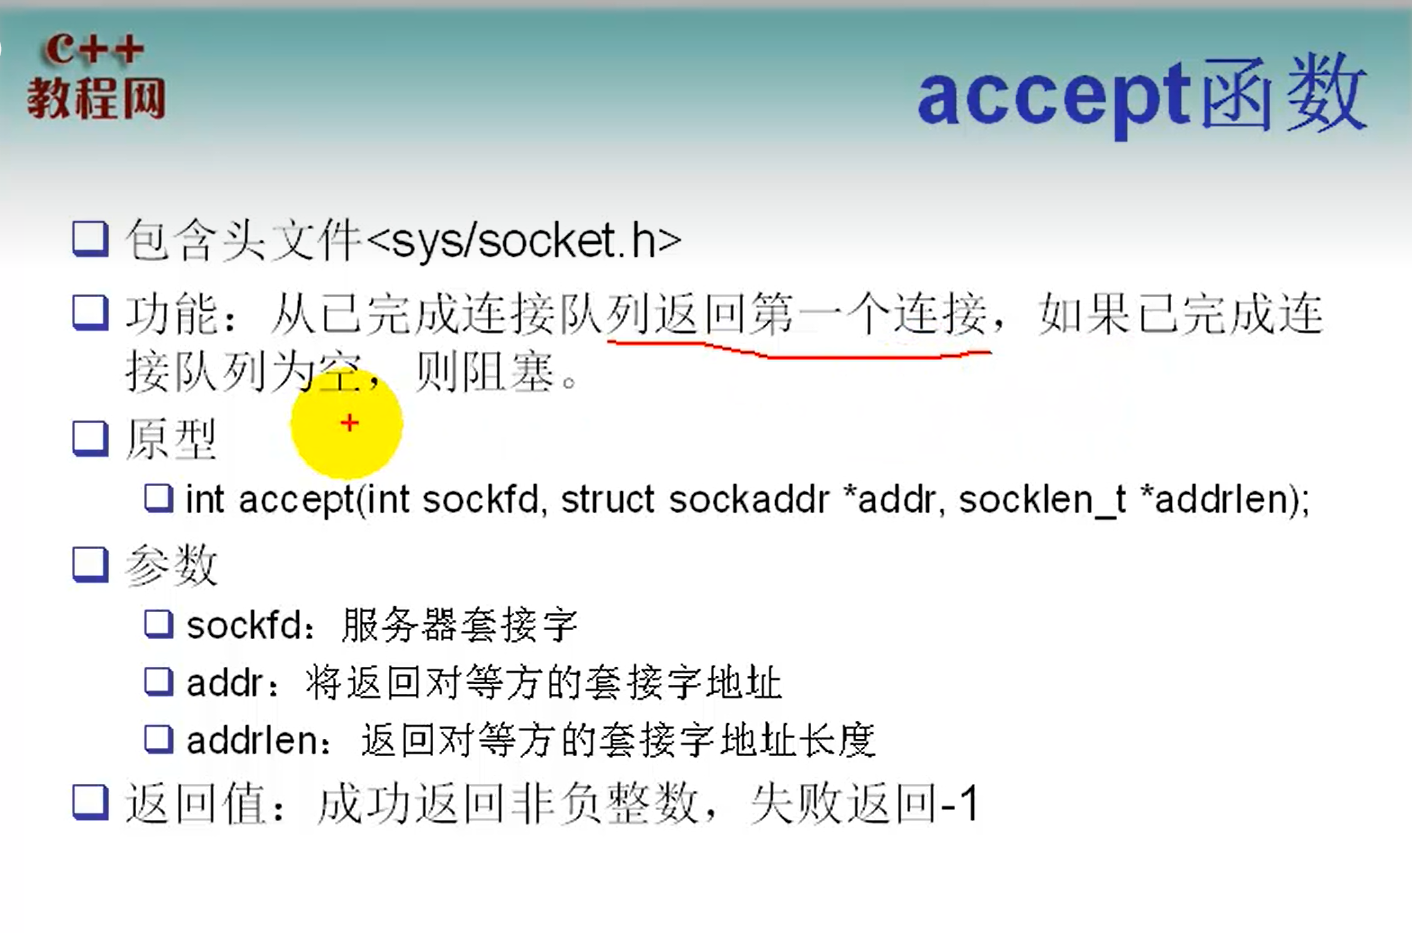 C++
教程网
accept函数
包含头文件<sys/socket.h>
功能：从已完成连接队列返回第一个连接，如果已完成连
接队列为空，则阻塞。
原型
int accept(int sockfd, struct sockaddr *addr, socklen_t *addrlen);
参数
sockfd：服务器套接字
addr：将返回对等方的套接字地址
addrlen：返回对等方的套接字地址长度
返回值：成功返回非负整数，失败返回-1